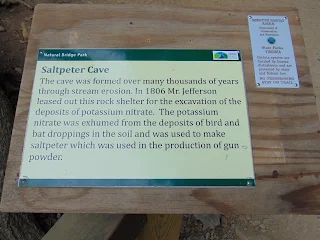 Natural Bridge Park
Saltpeter Cave
The cave was formed over many thousands of years
through stream erosion. In 1806 Mr. Jefferson
leased out this rock shelter for the excavation of the
deposits of potassium nitrate. The potassium
nitrate was exhumed from the deposits of bird and
bat droppings in the soil and was used to make
saltpeter which was used in the production of gun
powder.
State Parks
VIRGINIA